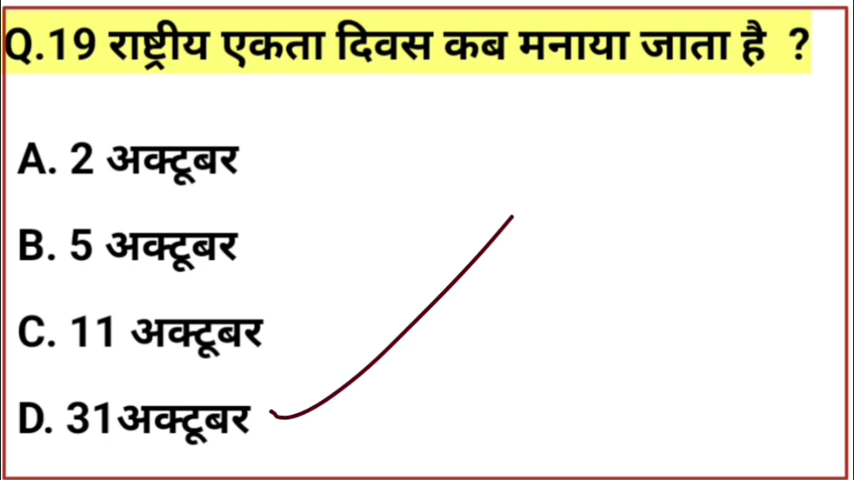 Q.19 राष्ट्रीय एकता दिवस कब मनाया जाता है ?
A. 2 अक्टूबर
B. 5 अक्टूबर
C. 11 अक्टूबर
D. 31अक्टूबर